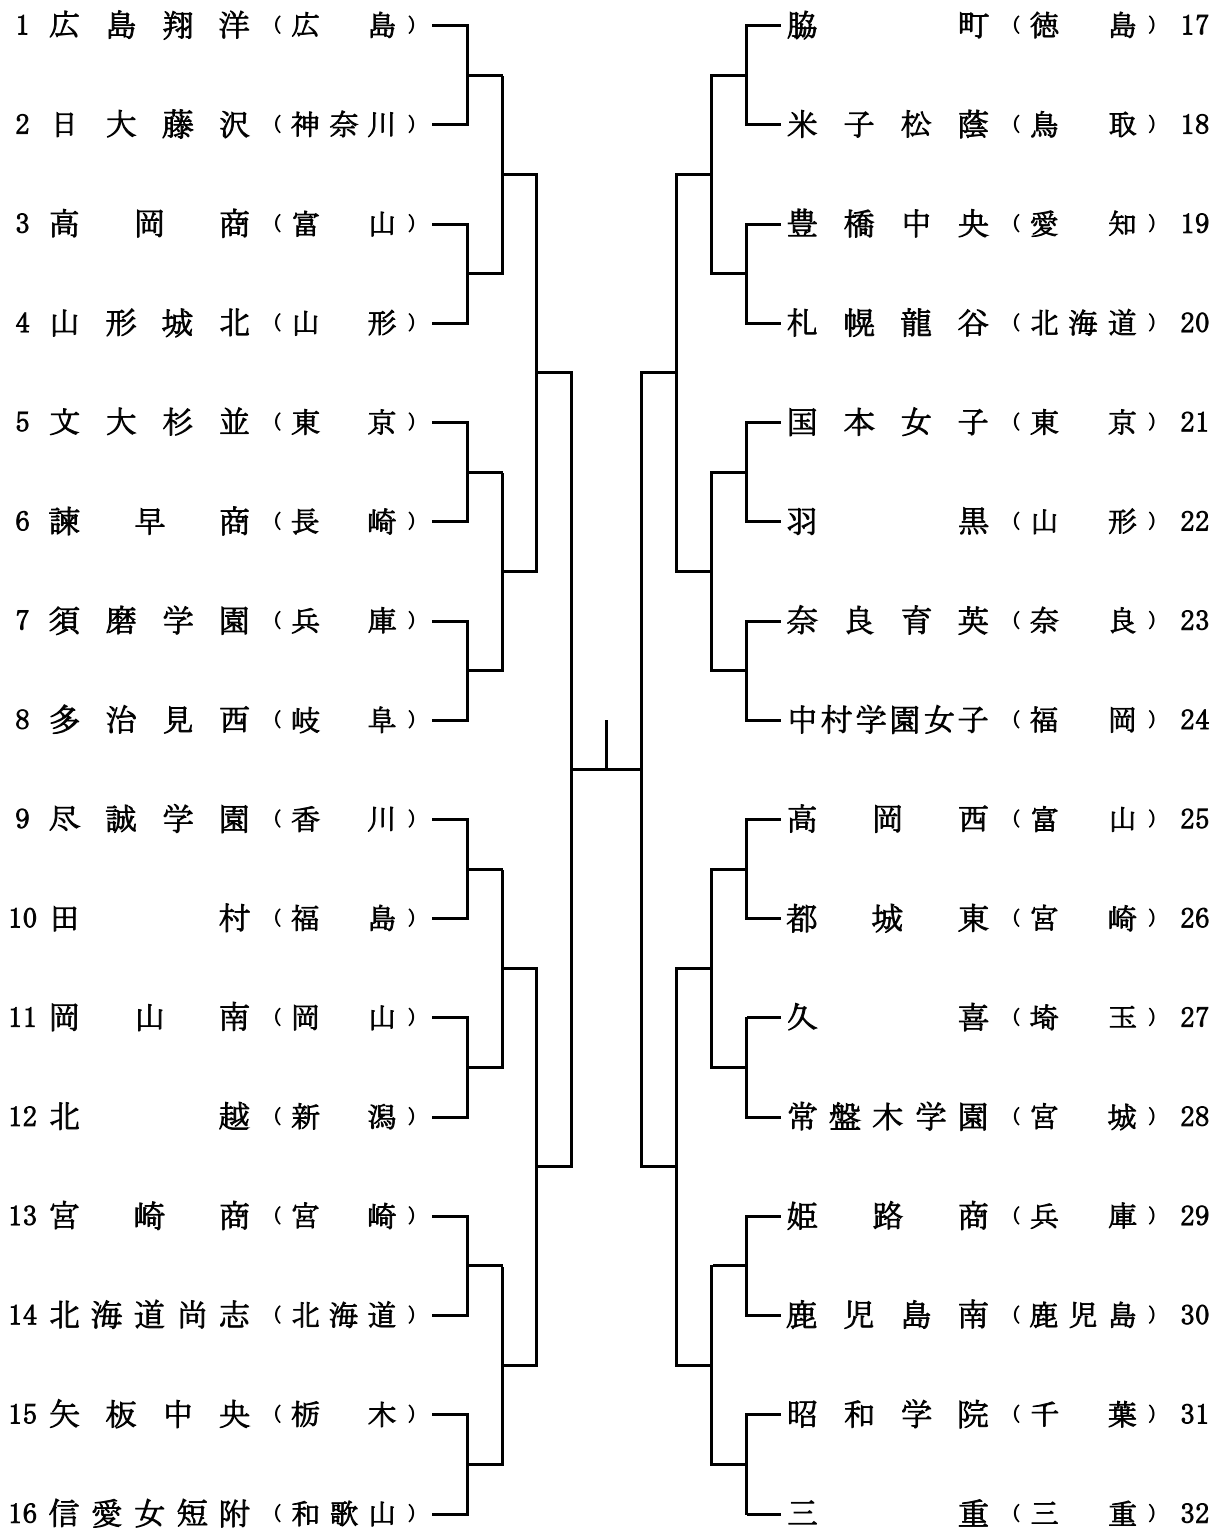 1 広島翔洋（広島）
2 日大藤沢（神奈川）
3 高岡商（富山）
4 山形城北（山形）
5 文大杉並（東京）
6 諫早商（長崎）
7 須磨学園（兵庫）
8 多治見西（岐阜）
9 尽誠学園（香川）
10 田村（福島）
11 岡山南（岡山）
12 北越（新潟）
13 宮崎商（宮崎）
14 北海道尚志（北海道）
15 矢板中央（栃木）
16 信愛女短附（和歌山）
脇町（徳島）17
米子松蔭（鳥取）18
豊橋中央（愛知）19
札幌龍谷（北海道）20
国本女子（東京）21
羽黒（山形）22
奈良育英（奈良）23
中村学園女子（福岡）24
高岡西（富山）25
都城東（宮崎）26
久喜（埼玉）27
常盤木学園（宮城）28
姫路商（兵庫）29
鹿児島南（鹿児島）30
昭和学院（千葉）31
三重（三重）32